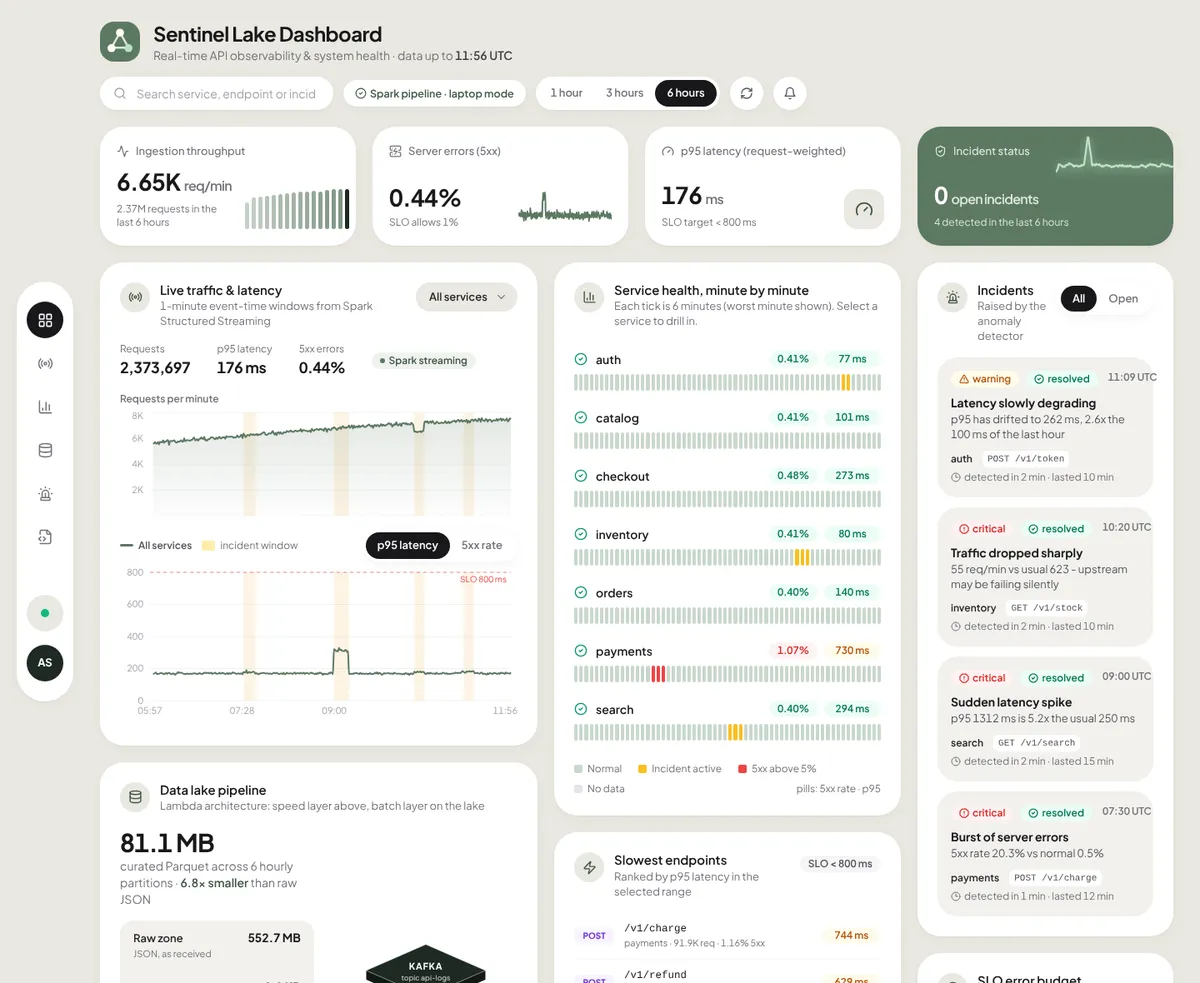 Sentinel Lake Dashboard
Real-time API observability & system health · data up to 11:56 UTC
Search service, endpoint or incid
Spark pipeline · laptop mode
1 hour
3 hours
6 hours
Ingestion throughput
6.65K req/min
2.37M requests in the
last 6 hours
Server errors (5xx)
0.44%
SLO allows 1%
p95 latency (request-weighted)
176 ms
SLO target < 800 ms
Incident status
0 open incidents
4 detected in the last 6 hours
AS
Live traffic & latency
1-minute event-time windows from Spark
Structured Streaming
All services
Requests
2,373,697
p95 latency
176 ms
5xx errors
0.44%
Spark streaming
Requests per minute
8K
6K
4K
2K
All services
incident window
p95 latency
5xx rate
800
SLO 800 ms
600
400
200
0
05:57
07:28
09:00
11:56
Data lake pipeline
Lambda architecture: speed layer above, batch layer on the lake
81.1 MB
curated Parquet across 6 hourly
partitions · 6.8× smaller than raw
JSON
Raw zone
552.7 MB
JSON, as received
KAFKA
topic api-logs
Service health, minute by minute
Each tick is 6 minutes (worst minute shown). Select a
service to drill in.
auth
0.41%
77 ms
catalog
0.41%
101 ms
checkout
0.48%
273 ms
inventory
0.41%
80 ms
orders
0.40%
140 ms
payments
1.07%
730 ms
search
0.40%
294 ms
Normal
Incident active
5xx above 5%
No data
pills: 5xx rate · p95
Slowest endpoints
Ranked by p95 latency in the
selected range
SLO < 800 ms
POST
/v1/charge
payments · 91.9K req · 1.16% 5xx
744 ms
POST
/v1/refund
629 ms
Incidents
Raised by the
anomaly
detector
All
Open
warning
resolved
11:09 UTC
Latency slowly degrading
p95 has drifted to 262 ms, 2.6x the
100 ms of the last hour
auth
POST /v1/token
detected in 2 min · lasted 10 min
critical
resolved
10:20 UTC
Traffic dropped sharply
55 req/min vs usual 623 - upstream
may be failing silently
inventory
GET /v1/stock
detected in 2 min · lasted 10 min
critical
resolved
09:00 UTC
Sudden latency spike
p95 1312 ms is 5.2x the usual 250 ms
search
GET /v1/search
detected in 2 min · lasted 15 min
critical
resolved
07:30 UTC
Burst of server errors
5xx rate 20.3% vs normal 0.5%
payments
POST /v1/charge
detected in 1 min · lasted 12 min
SLO error budget